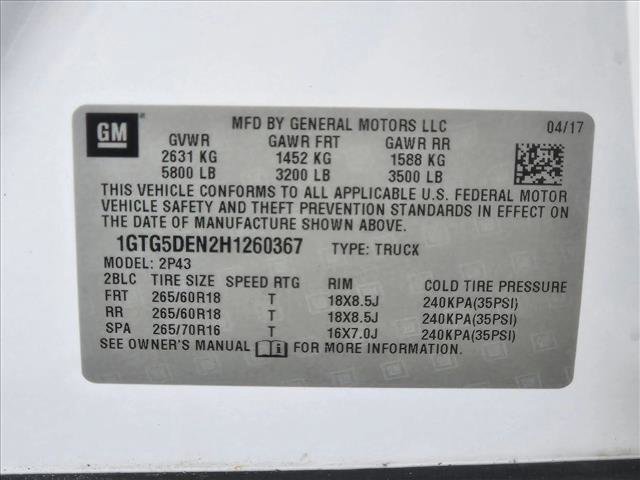 GM
MFD BY GENERAL MOTORS LLC 04/17
GVWR GAWR FRT GAWR RR
2631 KG 1452 KG 1588 KG
5800 LB 3200 LB 3500 LB
THIS VEHICLE CONFORMS TO ALL APPLICABLE U.S. FEDERAL MOTOR
VEHICLE SAFETY AND THEFT PREVENTION STANDARDS IN EFFECT ON
THE DATE OF MANUFACTURE SHOWN ABOVE.
1GTG5DEN2H1260367 TYPE: TRUCK
MODEL: 2P43
2BLC TIRE SIZE SPEED RTG RIM COLD TIRE PRESSURE
FRT 265/60R18 T 18X8.5J 240KPA(35PSI)
RR 265/60R18 T 18X8.5J 240KPA(35PSI)
SPA 265/70R16 T 16X7.0J 240KPA(35PSI)
SEE OWNER'S MANUAL FOR MORE INFORMATION.